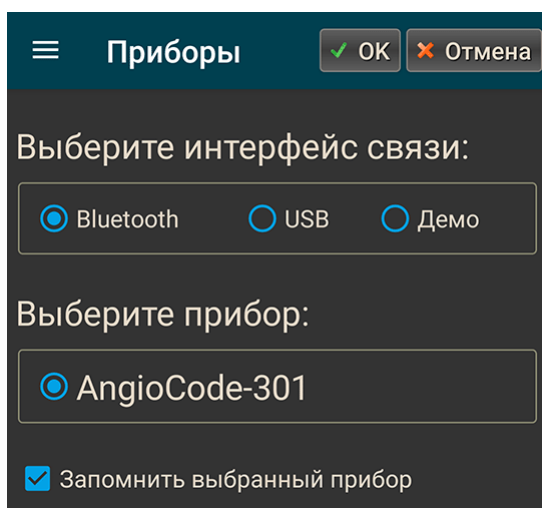 Приборы
OK
Отмена
Выберите интерфейс связи:
Bluetooth USB Демо
Выберите прибор:
AngioCode-301
Запомнить выбранный прибор